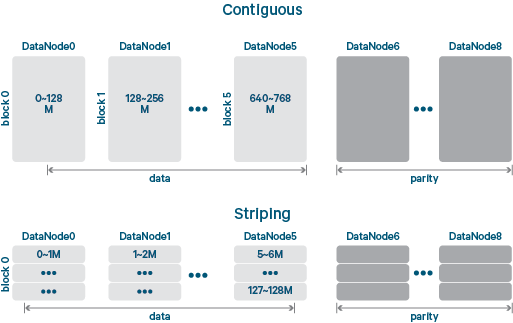 Contiguous
DataNode0 DataNode1 DataNode5 DataNode6 DataNode8
block 0
0~128
M
block 1
128~256
M
•••
block 5
640~768
M
•••
data parity
Striping
DataNode0 DataNode1 DataNode5 DataNode6 DataNode8
block 0
0~1M 1~2M 5~6M
••• ••• ••• ••• •••
••• ••• 127~128M
data parity